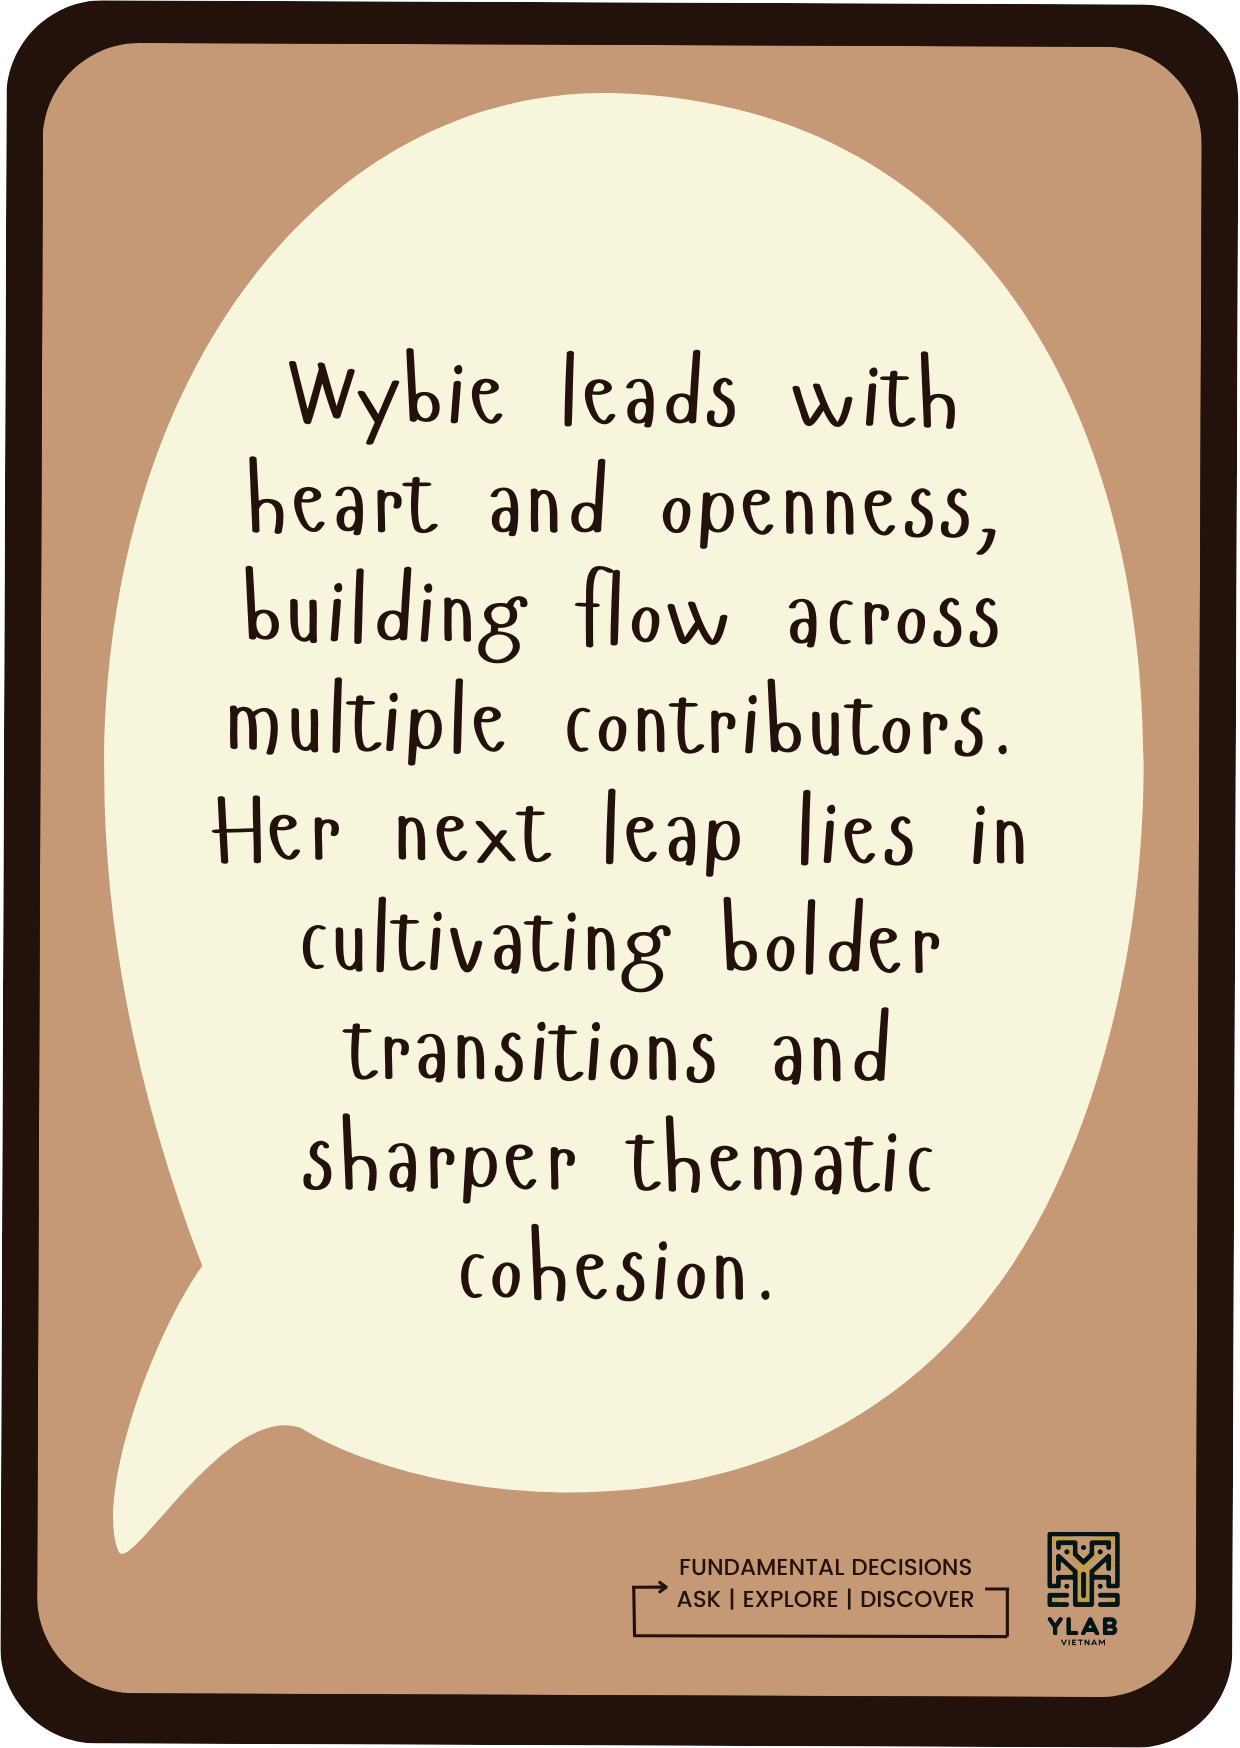 Wybie leads with
heart and openness,
building flow across
multiple contributors.
Her next leap lies in
cultivating bolder
transitions and
sharper thematic
cohesion.
FUNDAMENTAL DECISIONS
ASK | EXPLORE | DISCOVER
YLAB
VIETNAM